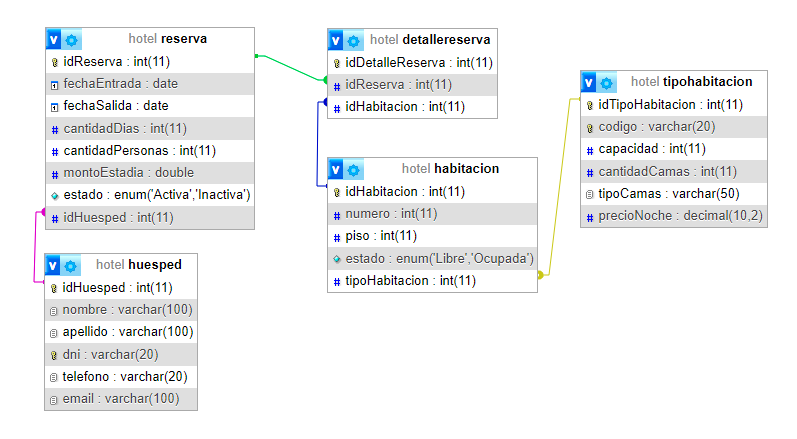 hotel reserva
idReserva : int(11)
fechaEntrada : date
fechaSalida : date
cantidadDias : int(11)
cantidadPersonas : int(11)
montoEstadia : double
estado : enum('Activa','Inactiva')
idHuesped : int(11)
hotel detallereserva
idDetalleReserva : int(11)
idReserva : int(11)
idHabitacion : int(11)
hotel tipohabitacion
idTipoHabitacion : int(11)
codigo : varchar(20)
capacidad : int(11)
cantidadCamas : int(11)
tipoCamas : varchar(50)
precioNoche : decimal(10,2)
hotel habitacion
idHabitacion : int(11)
numero : int(11)
piso : int(11)
estado : enum('Libre','Ocupada')
tipoHabitacion : int(11)
hotel huesped
idHuesped : int(11)
nombre : varchar(100)
apellido : varchar(100)
dni : varchar(20)
telefono : varchar(20)
email : varchar(100)